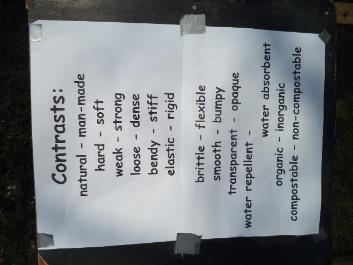 Contrasts:
natural - man-made
hard - soft
weak - strong
loose - dense
bendy - stiff
elastic - rigid
brittle - flexible
smooth - bumpy
transparent - opaque
water repellent -
water absorbent
organic - inorganic
compostable - non-compostable